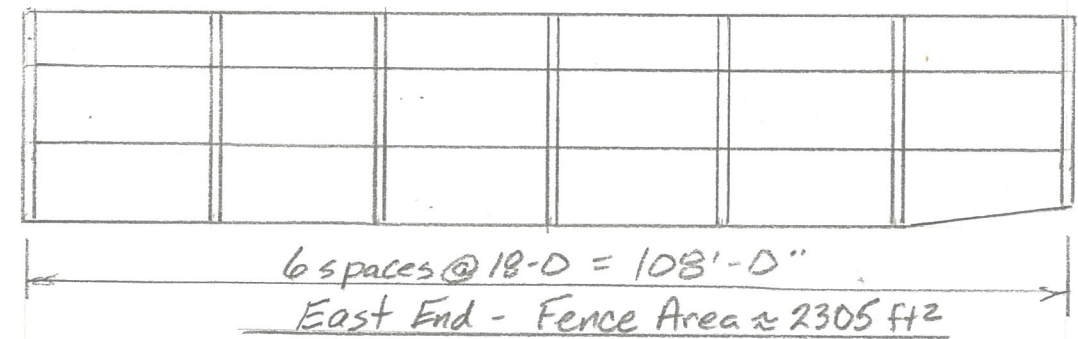 6 spaces @ 18-0 = 108'-0"
East End - Fence Area ≈ 2305 ft²